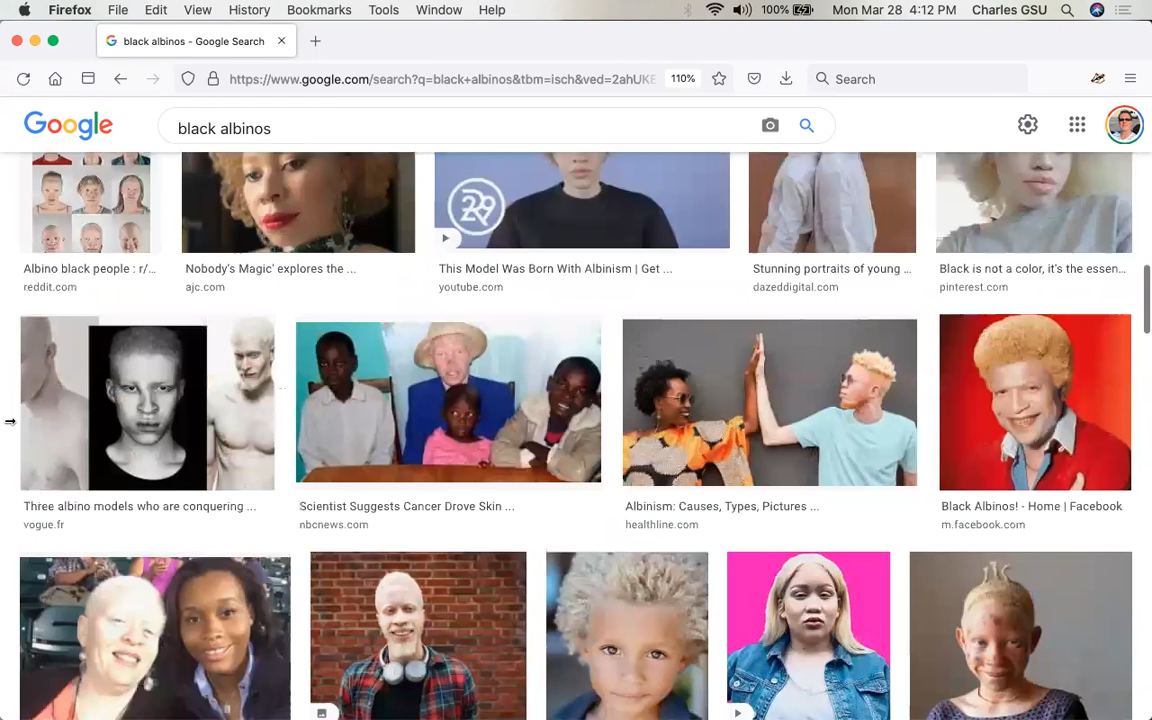 Firefox File Edit View History Bookmarks Tools Window Help 100% Mon Mar 28 4:12 PM Charles GSU
black albinos - Google Search
https://www.google.com/search?q=black+albinos&tbm=isch&ved=2ahUKE 110% Search
Google black albinos
29
Albino black people : r/... Nobody's Magic' explores the ... This Model Was Born With Albinism | Get ... Stunning portraits of young ... Black is not a color, it's the essen...
reddit.com ajc.com youtube.com dazeddigital.com pinterest.com
Three albino models who are conquering ... Scientist Suggests Cancer Drove Skin ... Albinism: Causes, Types, Pictures ... Black Albinos! - Home | Facebook
vogue.fr nbcnews.com healthline.com m.facebook.com